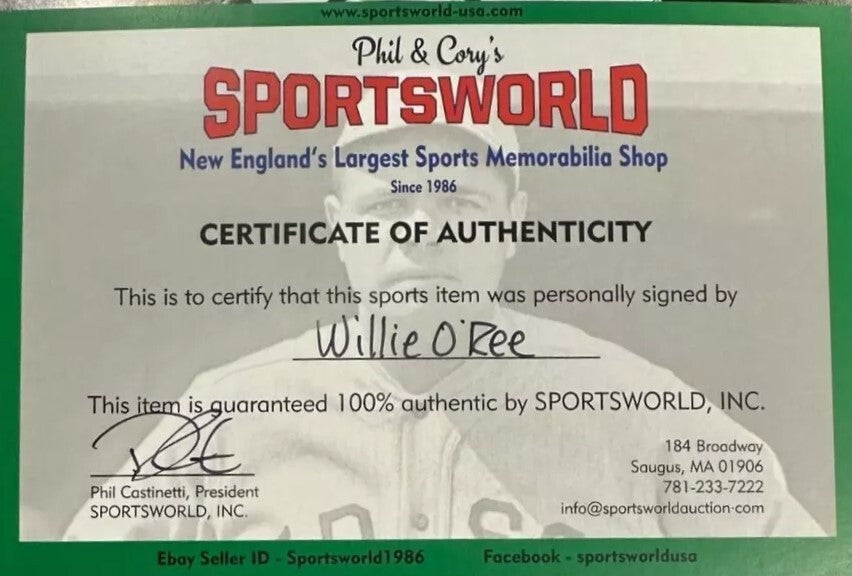 www.sportsworld-usa.com
Phil & Cory's
SPORTSWORLD
New England's Largest Sports Memorabilia Shop
Since 1986
CERTIFICATE OF AUTHENTICITY
This is to certify that this sports item was personally signed by
Willie O'Ree
This item is guaranteed 100% authentic by SPORTSWORLD, INC.
Phil Castinetti, President
SPORTSWORLD, INC.
184 Broadway
Saugus, MA 01906
781-233-7222
info@sportsworldauction.com
Ebay Seller ID - Sportsworld1986 Facebook - sportsworldusa